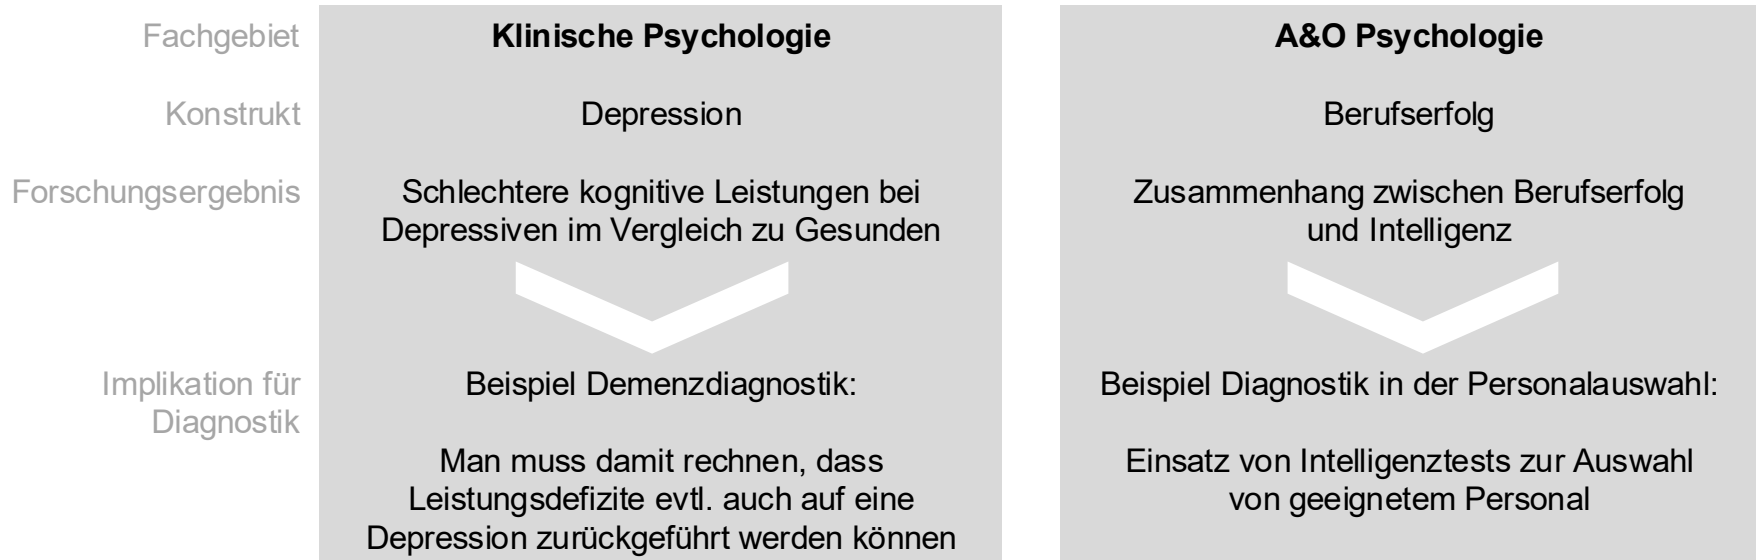 Fachgebiet
Klinische Psychologie
A&O Psychologie
Konstrukt
Depression
Berufserfolg
Forschungsergebnis
Schlechtere kognitive Leistungen bei
Depressiven im Vergleich zu Gesunden
Zusammenhang zwischen Berufserfolg
und Intelligenz
Implikation für
Diagnostik
Beispiel Demenzdiagnostik:
Man muss damit rechnen, dass
Leistungsdefizite evtl. auch auf eine
Depression zurückgeführt werden können
Beispiel Diagnostik in der Personalauswahl:
Einsatz von Intelligenztests zur Auswahl
von geeignetem Personal